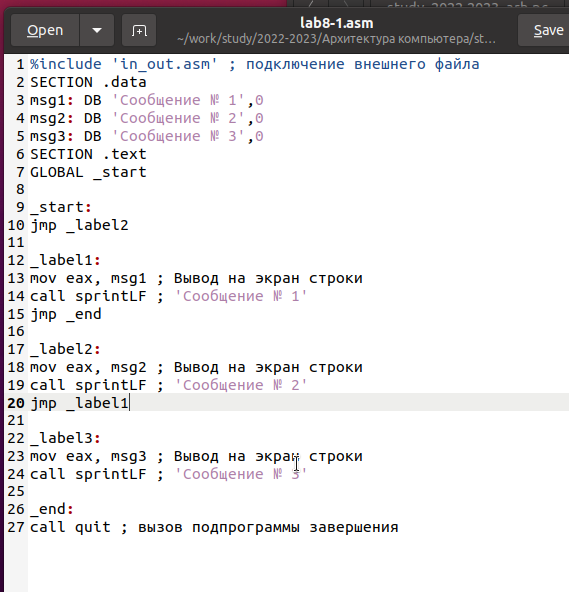 Open
lab8-1.asm
~/work/study/2022-2023/Архитектура компьютера/st...
Save
1 %include 'in_out.asm' ; подключение внешнего файла
2 SECTION .data
3 msg1: DB 'Сообщение № 1',0
4 msg2: DB 'Сообщение № 2',0
5 msg3: DB 'Сообщение № 3',0
6 SECTION .text
7 GLOBAL _start
8
9 _start:
10 jmp _label2
11
12 _label1:
13 mov eax, msg1 ; Вывод на экран строки
14 call sprintLF ; 'Сообщение № 1'
15 jmp _end
16
17 _label2:
18 mov eax, msg2 ; Вывод на экран строки
19 call sprintLF ; 'Сообщение № 2'
20 jmp _label1
21
22 _label3:
23 mov eax, msg3 ; Вывод на экран строки
24 call sprintLF ; 'Сообщение № 3'
25
26 _end:
27 call quit ; вызов подпрограммы завершения